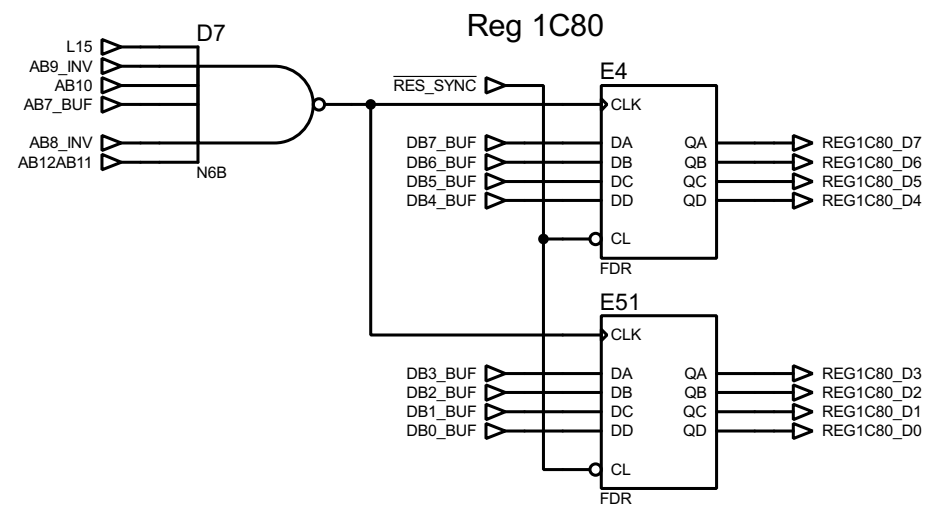 Reg 1C80
D7
L15
AB9_INV
AB10
AB7_BUF
AB8_INV
AB12AB11
N6B
RES_SYNC
E4
CLK
DB7_BUF DA QA REG1C80_D7
DB6_BUF DB QB REG1C80_D6
DB5_BUF DC QC REG1C80_D5
DB4_BUF DD QD REG1C80_D4
CL
FDR
E51
CLK
DB3_BUF DA QA REG1C80_D3
DB2_BUF DB QB REG1C80_D2
DB1_BUF DC QC REG1C80_D1
DB0_BUF DD QD REG1C80_D0
CL
FDR